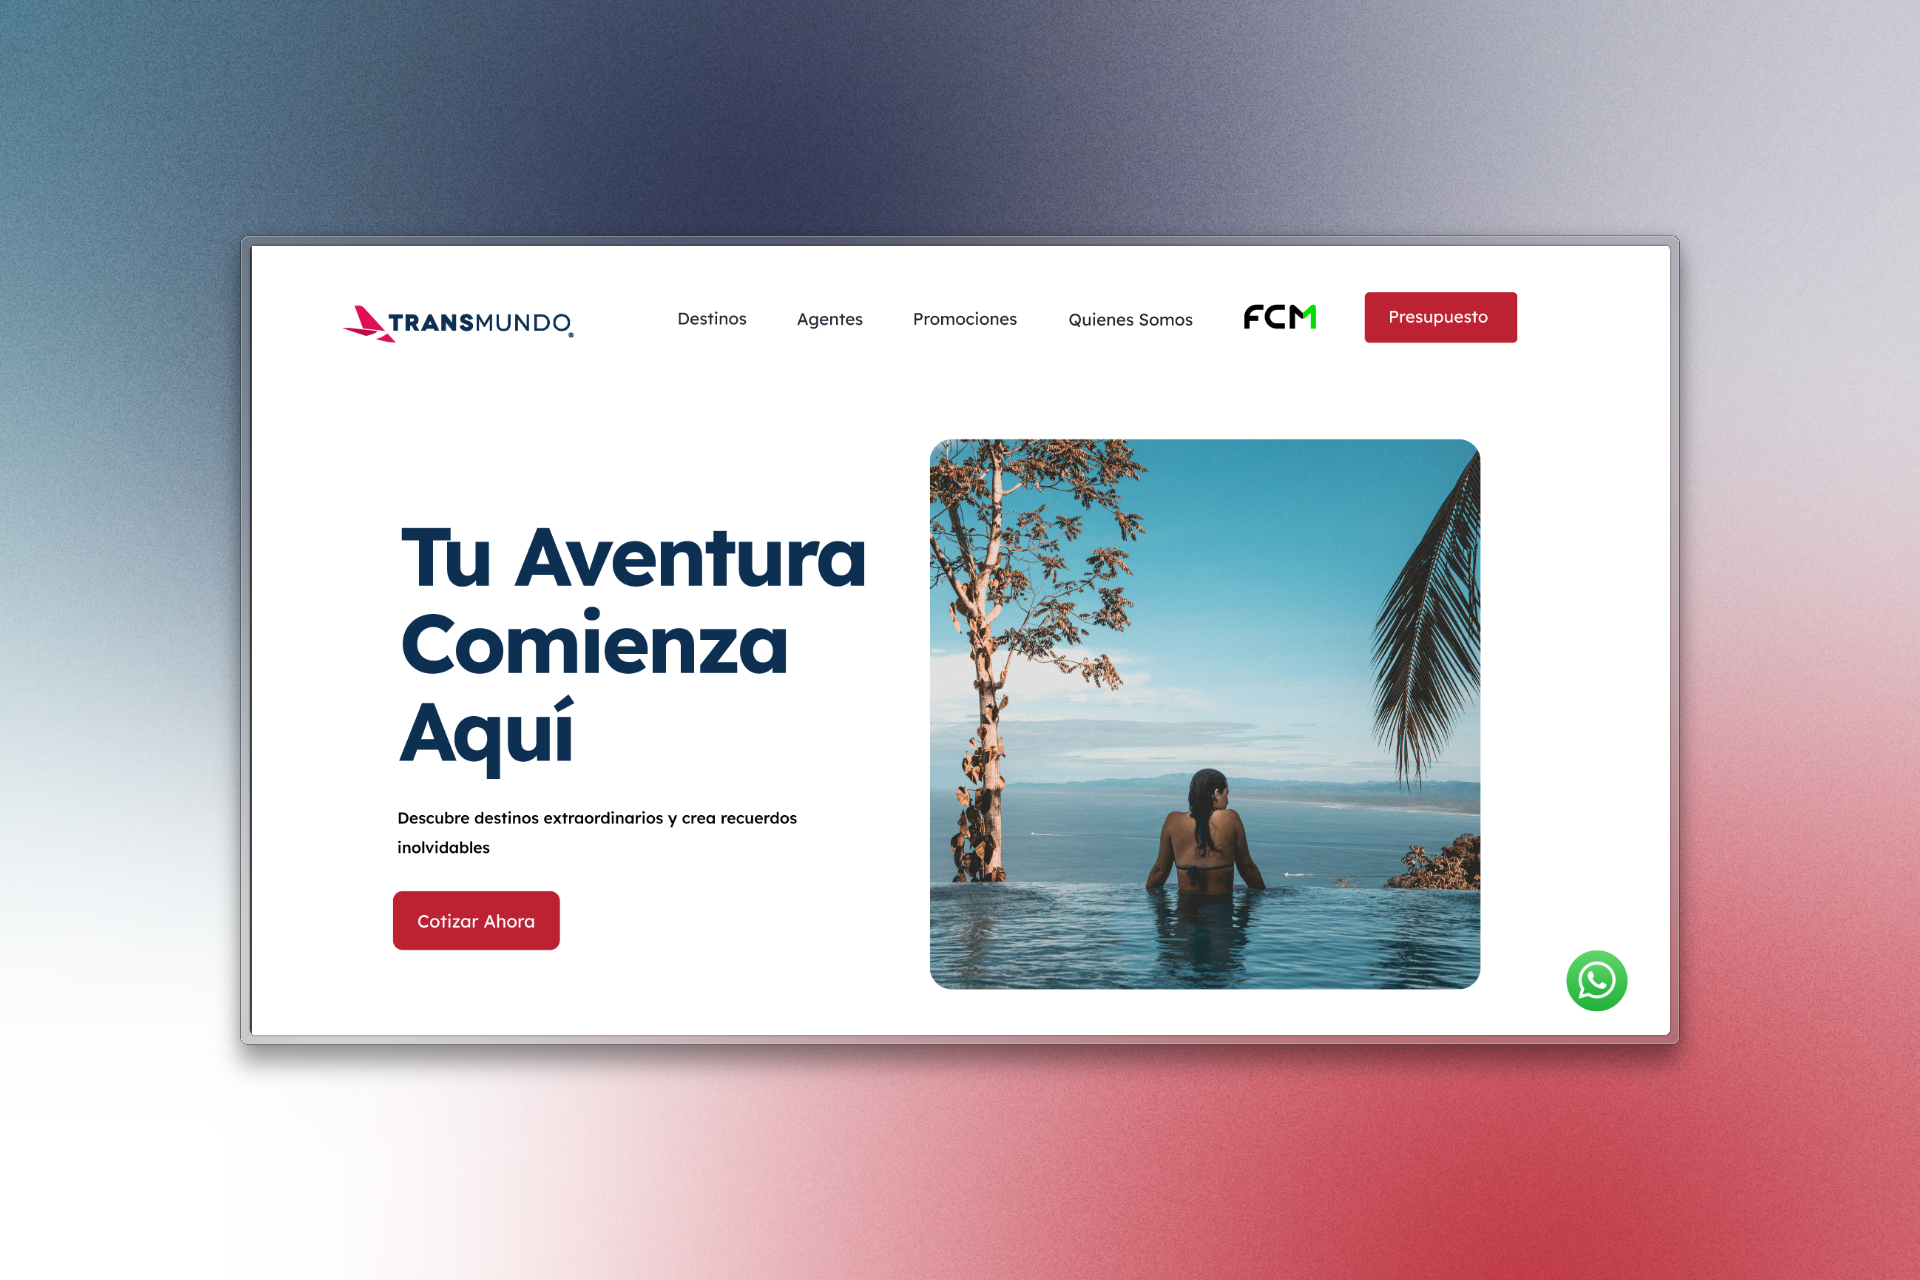 TRANSMUNDO®
Destinos
Agentes
Promociones
Quienes Somos
FCM
Presupuesto
Tu Aventura
Comienza
Aquí
Descubre destinos extraordinarios y crea recuerdos
inolvidables
Cotizar Ahora